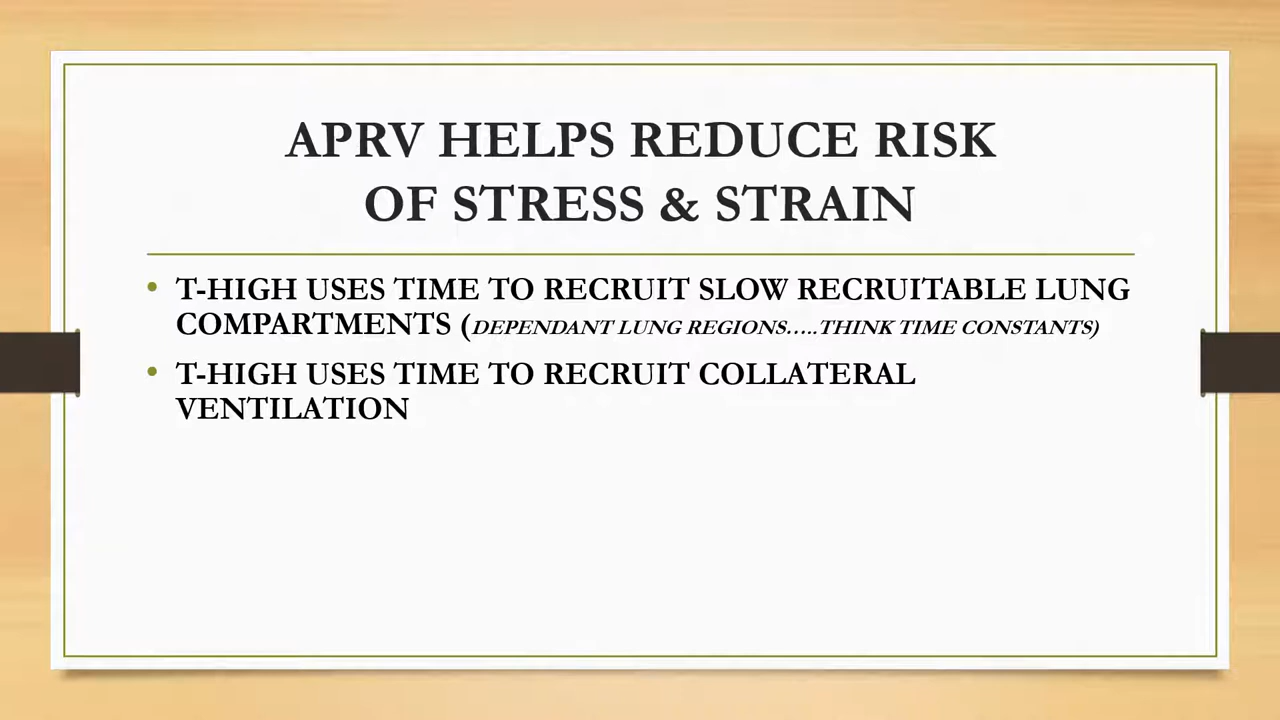 APRV HELPS REDUCE RISK
OF STRESS & STRAIN
• T-HIGH USES TIME TO RECRUIT SLOW RECRUITABLE LUNG
COMPARTMENTS (DEPENDANT LUNG REGIONS.....THINK TIME CONSTANTS)
• T-HIGH USES TIME TO RECRUIT COLLATERAL
VENTILATION